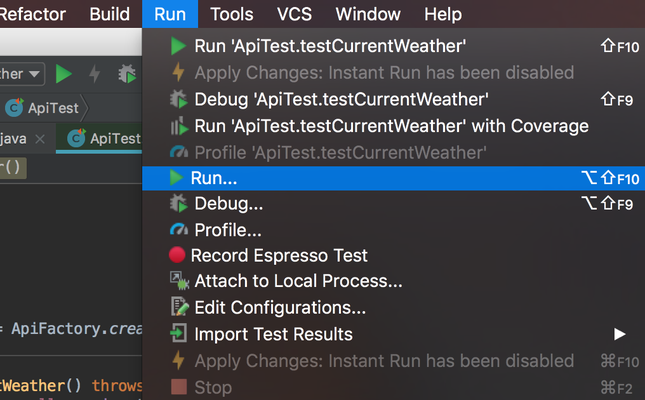 Refactor Build Run Tools VCS Window Help
Run 'ApiTest.testCurrentWeather' ⇧F10
ther
Apply Changes: Instant Run has been disabled
Debug 'ApiTest.testCurrentWeather' ⇧F9
ApiTest
Run 'ApiTest.testCurrentWeather' with Coverage
java ApiTest
Profile 'ApiTest.testCurrentWeather'
r()
Run... ⌥⇧F10
Debug... ⌥⇧F9
Profile...
Record Espresso Test
Attach to Local Process...
Edit Configurations...
= ApiFactory.crea
Import Test Results
Apply Changes: Instant Run has been disabled ⌘F10
tWeather() throws
Stop ⌘F2